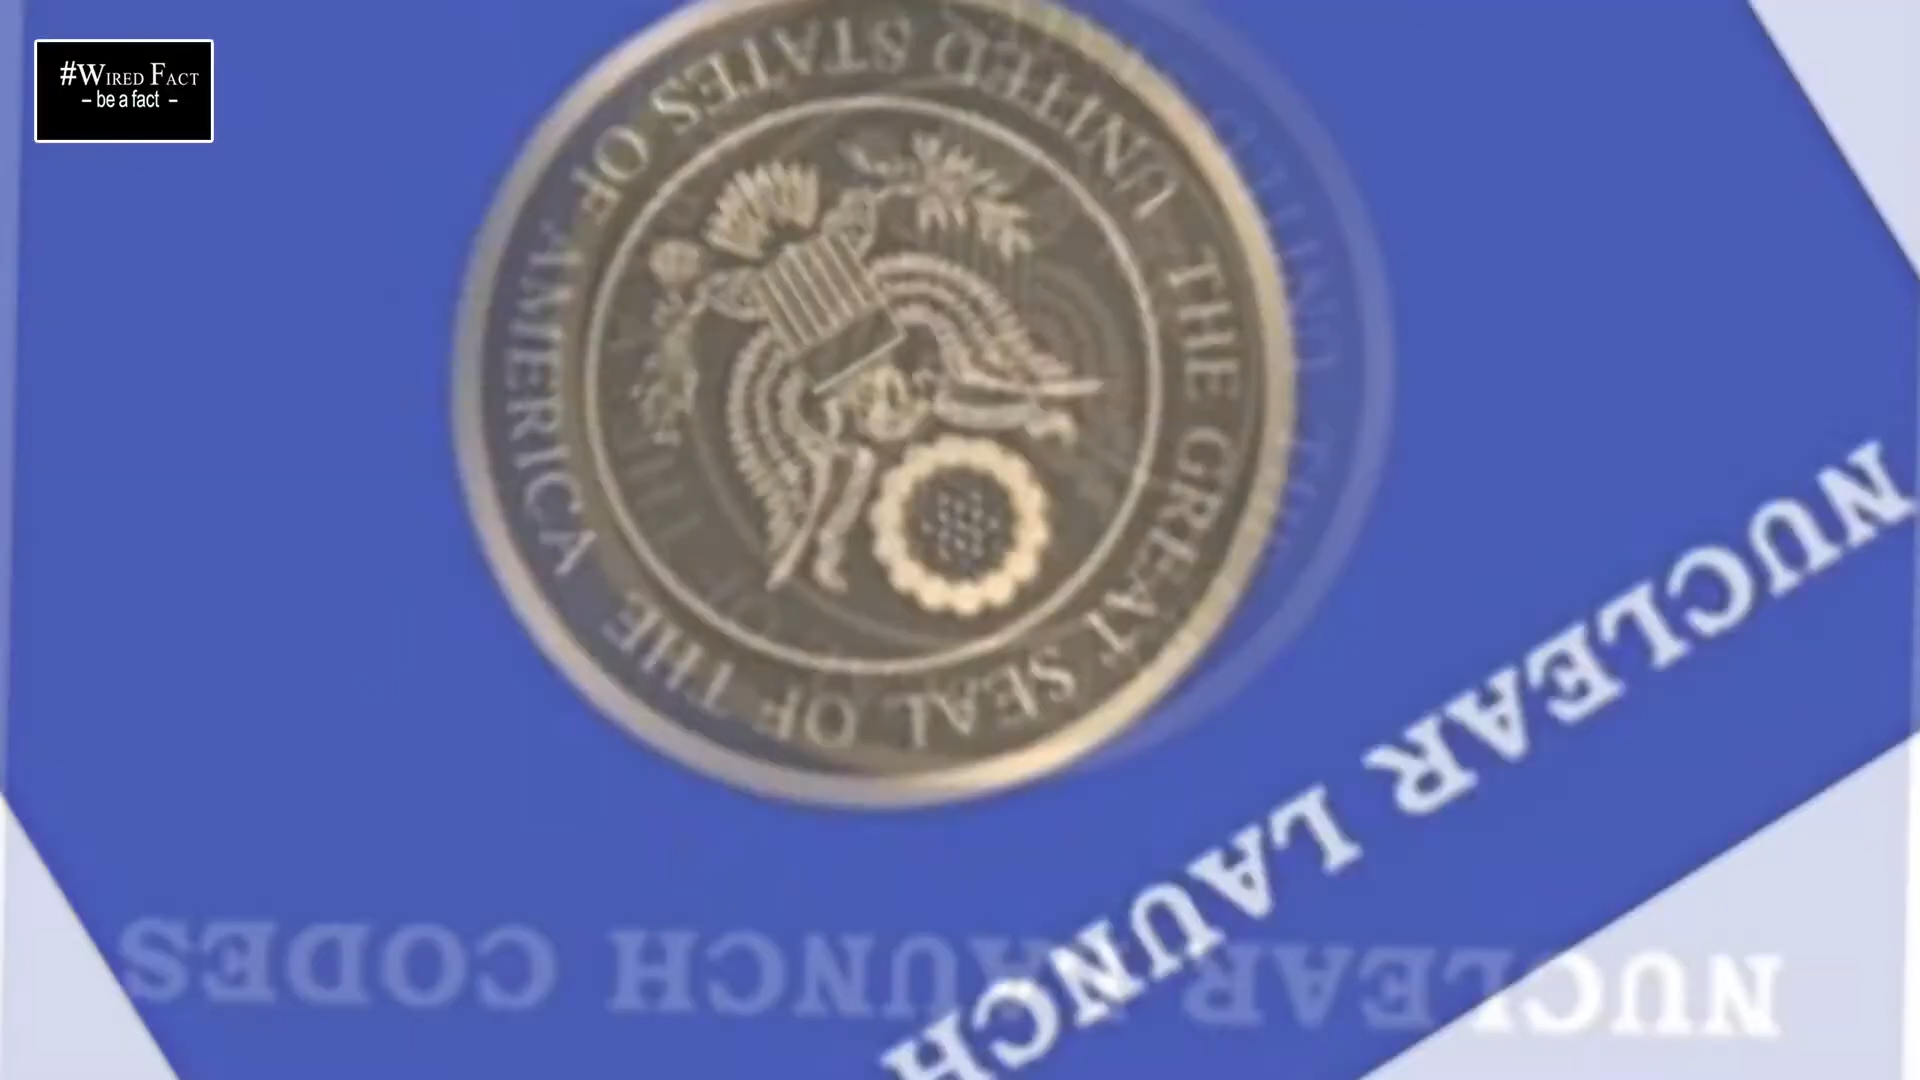 #WIRED FACT
– be a fact –
THE GREAT SEAL OF THE UNITED STATES OF AMERICA
NUCLEAR LAUNCH
NUCLEAR LAUNCH CODES